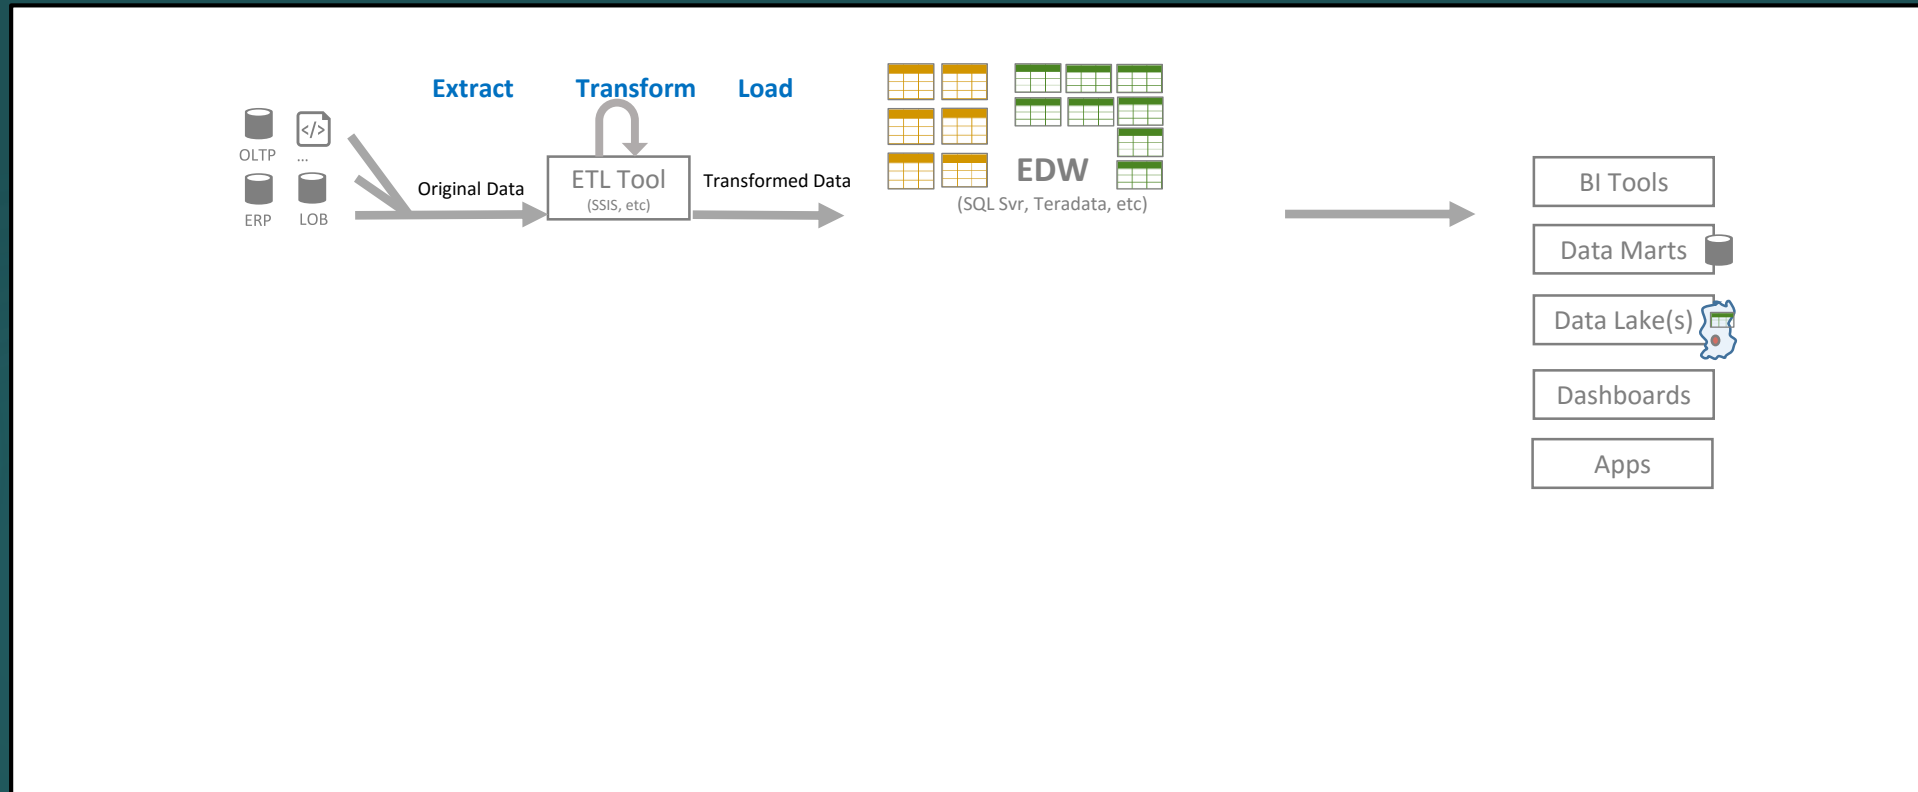 Extract
Transform
Load
OLTP
</>
...
ERP
LOB
Original Data
ETL Tool
(SSIS, etc)
Transformed Data
EDW
(SQL Svr, Teradata, etc)
BI Tools
Data Marts
Data Lake(s)
Dashboards
Apps